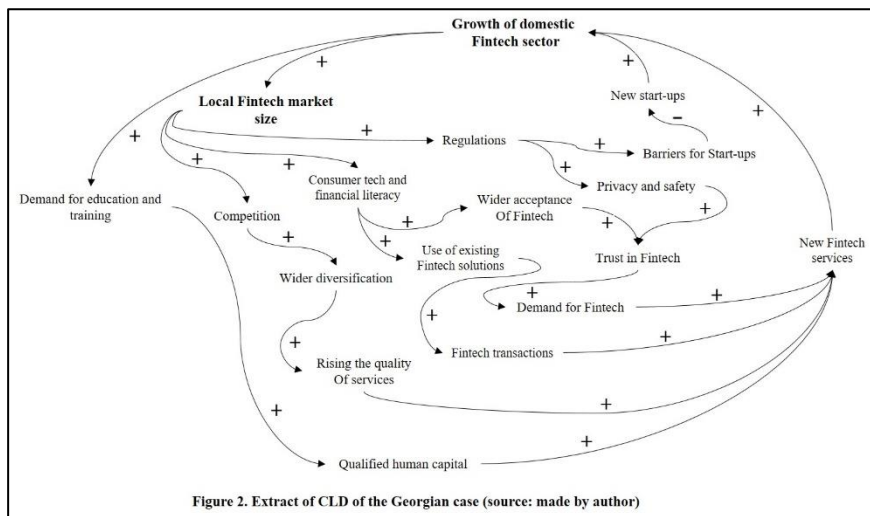 Growth of domestic
Fintech sector
+
+
+
New start-ups
Local Fintech market
size
−
+
+
Regulations
+
Barriers for Start-ups
+
+
+
Consumer tech and
financial literacy
+
Privacy and safety
Demand for education and
training
Competition
+
Wider acceptance
Of Fintech
+
+
+
+
Use of existing
Fintech solutions
Trust in Fintech
New Fintech
services
Wider diversification
+
Demand for Fintech
+
+
+
Fintech transactions
+
Rising the quality
Of services
+
+
+
Qualified human capital
Figure 2. Extract of CLD of the Georgian case (source: made by author)